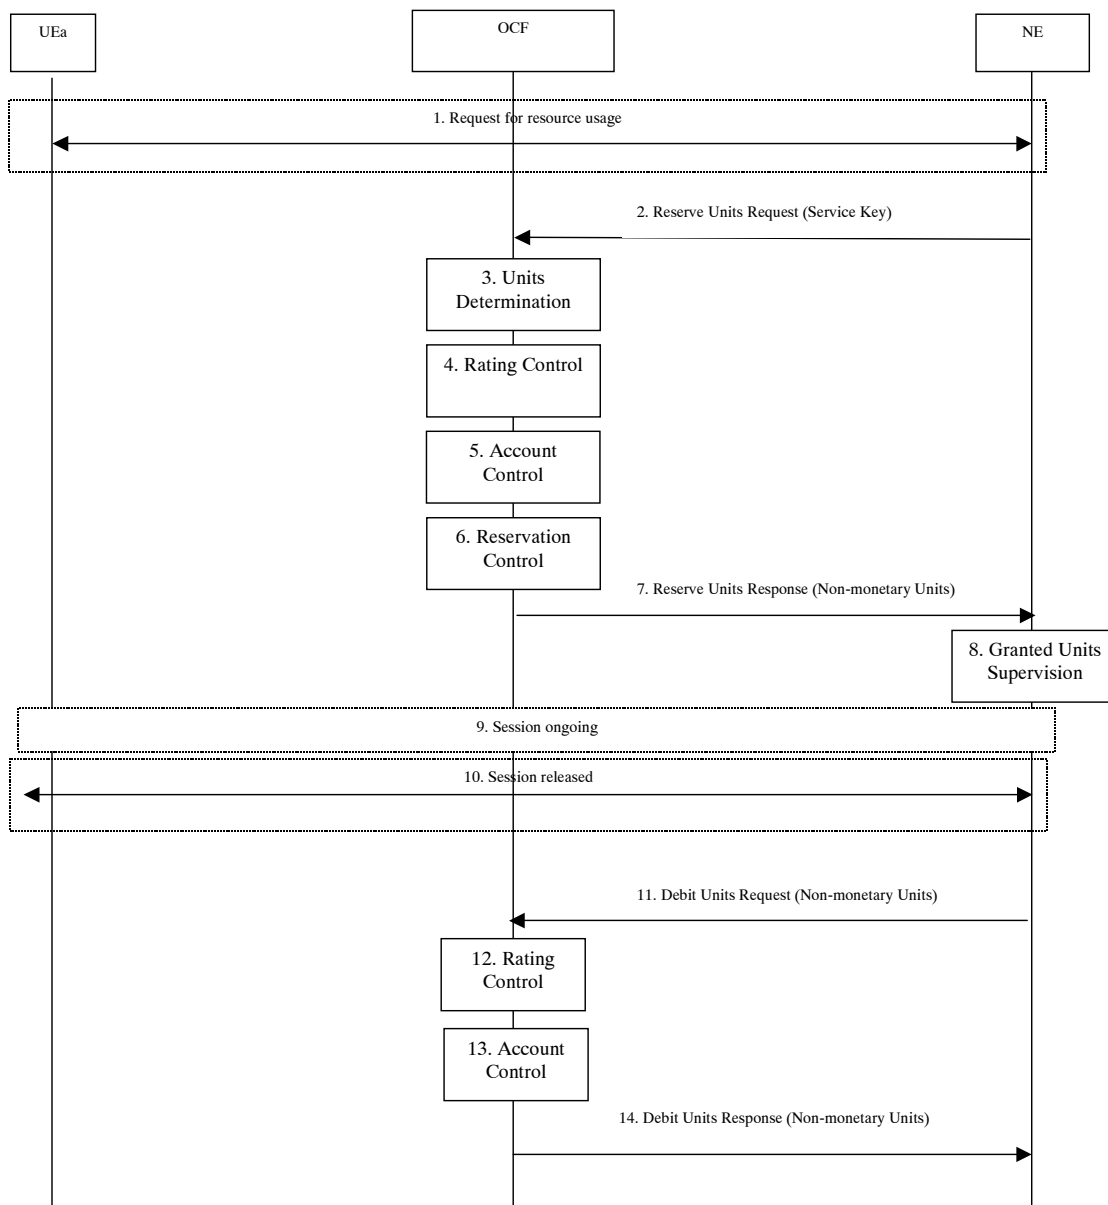 UEa
OCF
NE
1. Request for resource usage
2. Reserve Units Request (Service Key)
3. Units
Determination
4. Rating Control
5. Account
Control
6. Reservation
Control
7. Reserve Units Response (Non-monetary Units)
8. Granted Units
Supervision
9. Session ongoing
10. Session released
11. Debit Units Request (Non-monetary Units)
12. Rating
Control
13. Account
Control
14. Debit Units Response (Non-monetary Units)